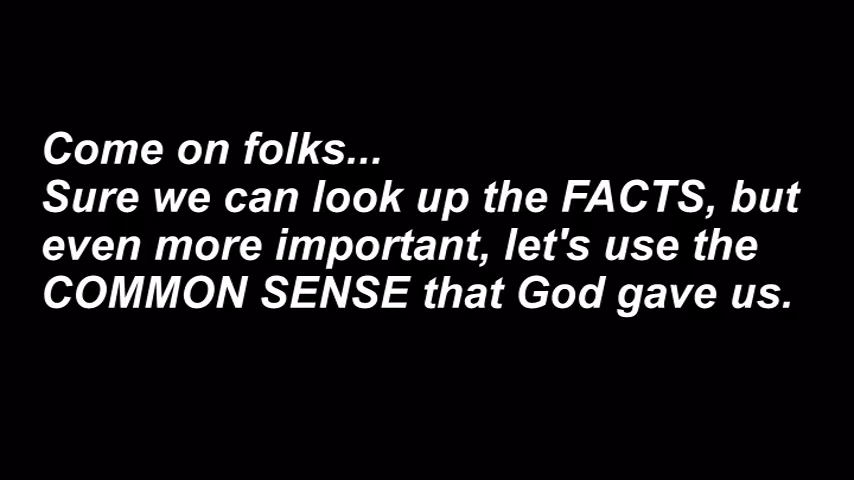 Come on folks...
Sure we can look up the FACTS, but
even more important, let's use the
COMMON SENSE that God gave us.